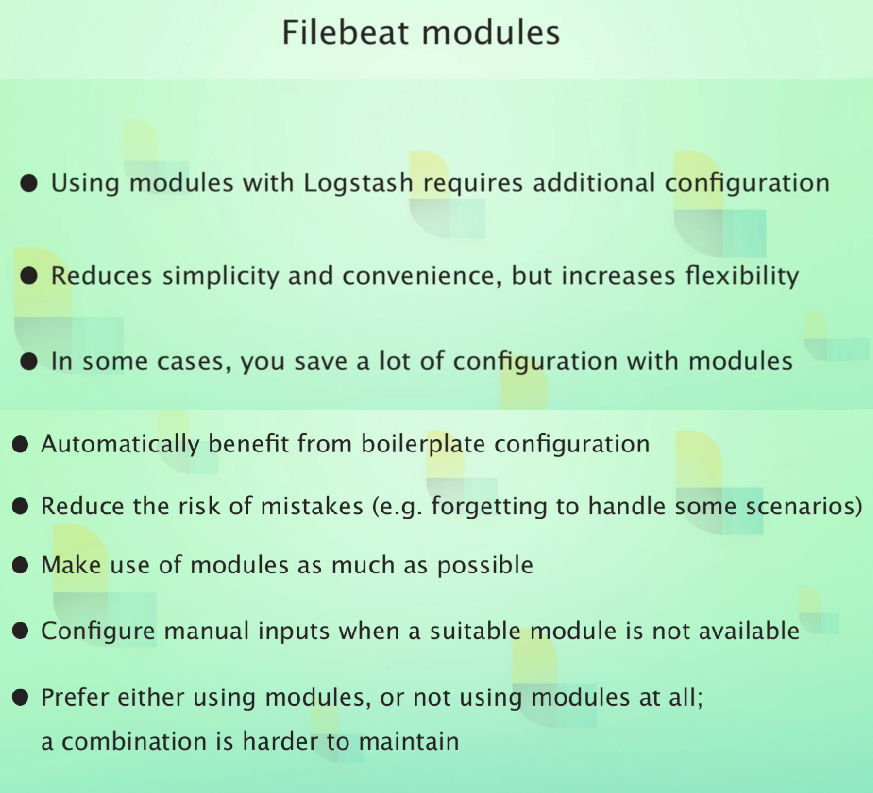 Filebeat modules
● Using modules with Logstash requires additional configuration
● Reduces simplicity and convenience, but increases flexibility
● In some cases, you save a lot of configuration with modules
● Automatically benefit from boilerplate configuration
● Reduce the risk of mistakes (e.g. forgetting to handle some scenarios)
● Make use of modules as much as possible
● Configure manual inputs when a suitable module is not available
● Prefer either using modules, or not using modules at all;
a combination is harder to maintain